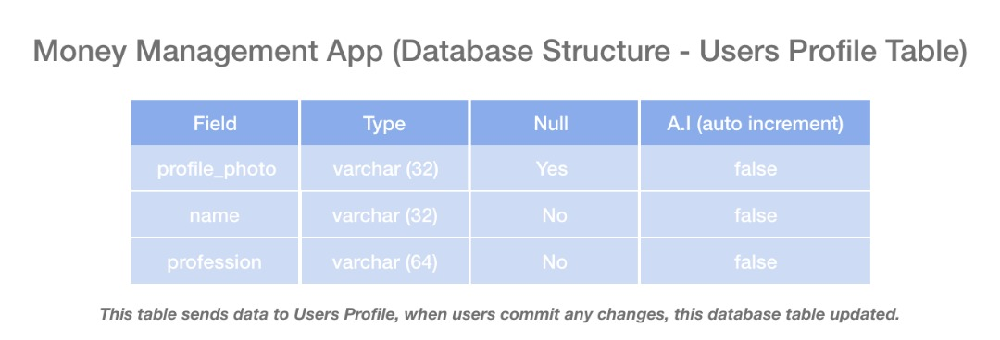 Money Management App (Database Structure - Users Profile Table)
Field Type Null A.I (auto increment)
profile_photo varchar (32) Yes false
name varchar (32) No false
profession varchar (64) No false
This table sends data to Users Profile, when users commit any changes, this database table updated.